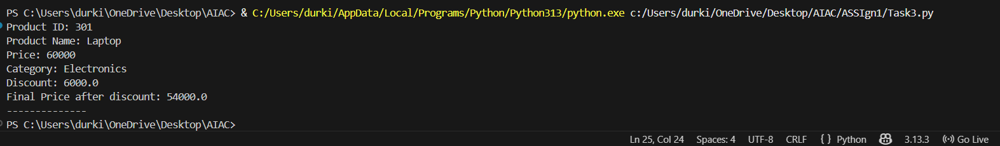 PS C:\Users\durki\OneDrive\Desktop\AIAC> & C:/Users/durki/AppData/Local/Programs/Python/Python313/python.exe c:/Users/durki/OneDrive/Desktop/AIAC/ASSIgn1/Task3.py
Product ID: 301
Product Name: Laptop
Price: 60000
Category: Electronics
Discount: 6000.0
Final Price after discount: 54000.0
--------------
PS C:\Users\durki\OneDrive\Desktop\AIAC>
Ln 25, Col 24 Spaces: 4 UTF-8 CRLF {} Python 3.13.3 Go Live